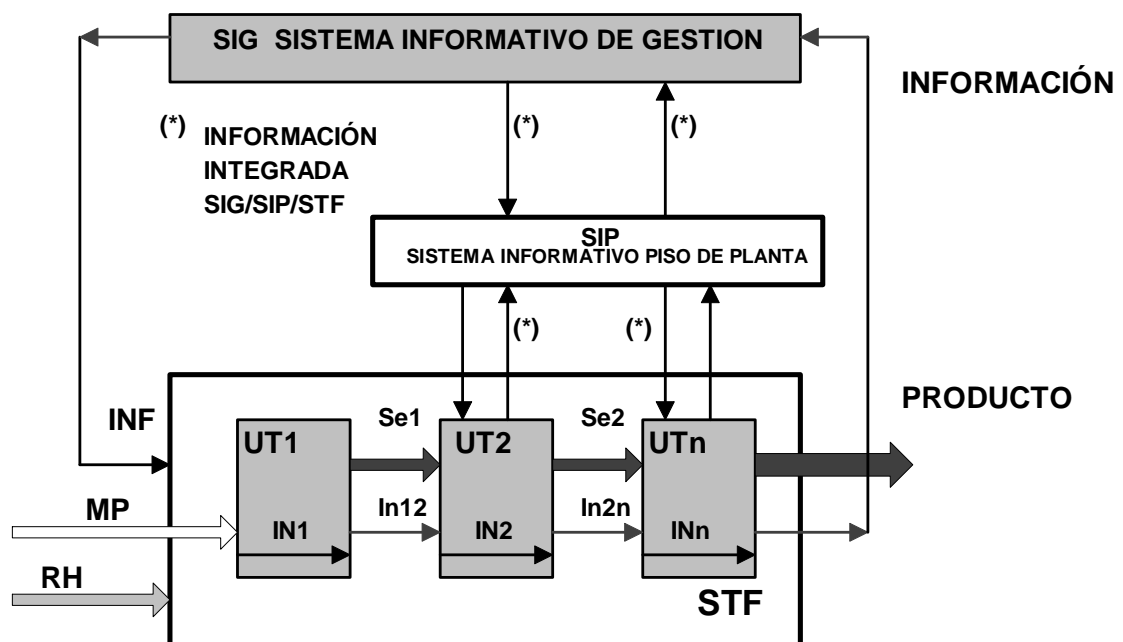 SIG SISTEMA INFORMATIVO DE GESTION
INFORMACIÓN
(*) INFORMACIÓN
INTEGRADA
SIG/SIP/STF
(*)
(*)
SIP
SISTEMA INFORMATIVO PISO DE PLANTA
(*)
(*)
PRODUCTO
INF
UT1
Se1
UT2
Se2
UTn
MP
IN1
In12
IN2
In2n
INn
RH
STF